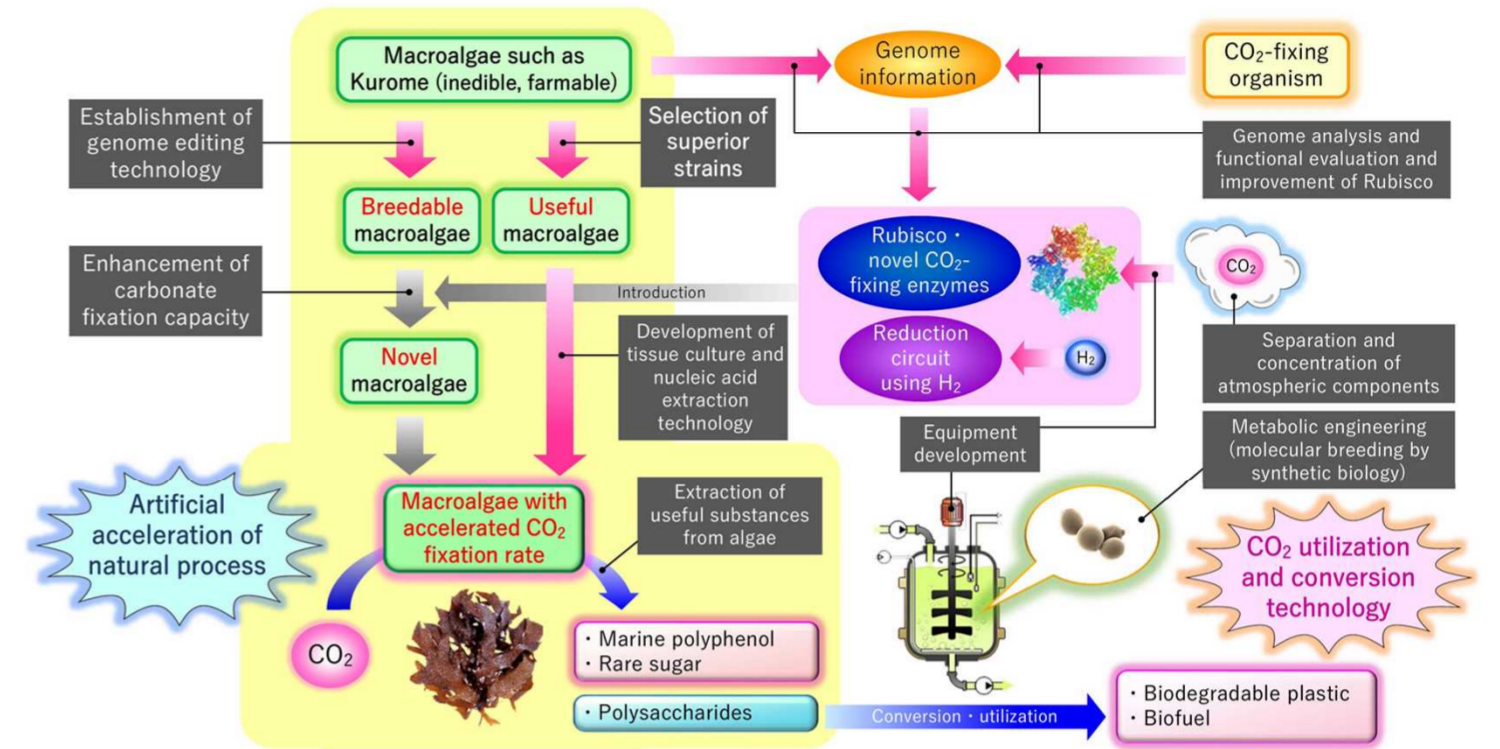 Macroalgae such as
Kurome (inedible, farmable)
Genome
information
CO₂-fixing
organism
Establishment of
genome editing
technology
Selection of
superior
strains
Genome analysis and
functional evaluation and
improvement of Rubisco
Breedable
macroalgae
Useful
macroalgae
Rubisco・
novel CO₂-
fixing enzymes
CO₂
Enhancement of
carbonate
fixation capacity
Introduction
Novel
macroalgae
Development of
tissue culture and
nucleic acid
extraction
technology
Reduction
circuit
using H₂
H₂
Separation and
concentration of
atmospheric components
Equipment
development
Metabolic engineering
(molecular breeding by
synthetic biology)
Artificial
acceleration of
natural process
Macroalgae with
accelerated CO₂
fixation rate
Extraction of
useful substances
from algae
CO₂ utilization
and conversion
technology
CO₂
・Marine polyphenol
・Rare sugar
・Polysaccharides
Conversion・utilization
・Biodegradable plastic
・Biofuel